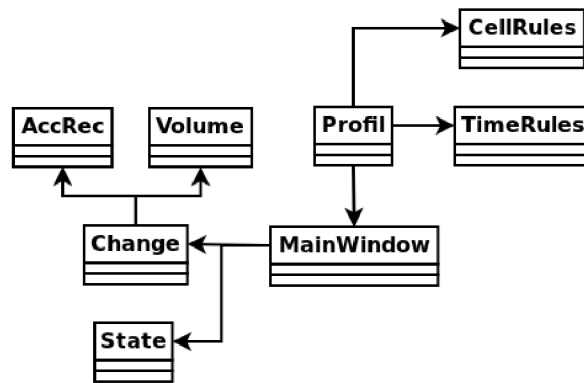 CellRules
AccRec
Volume
Profil
TimeRules
Change
MainWindow
State